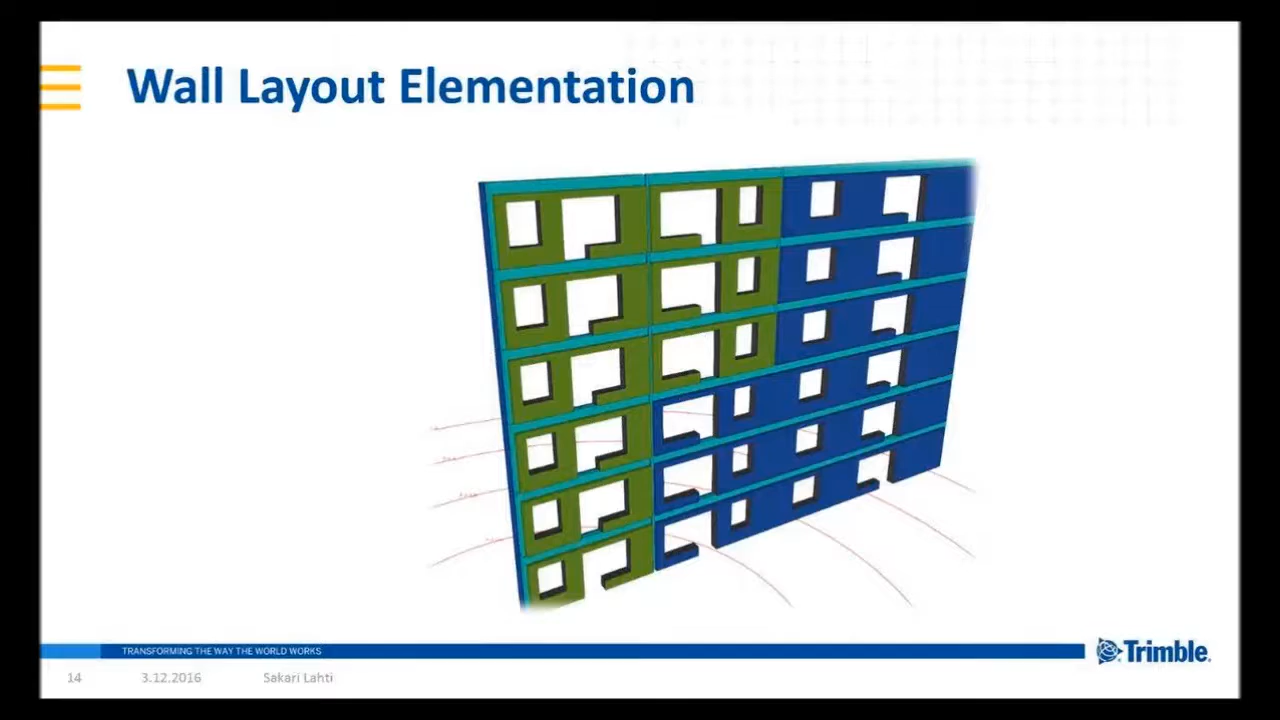 Wall Layout Elementation
TRANSFORMING THE WAY THE WORLD WORKS
Trimble.
14
3.12.2016
Sakari Lahti